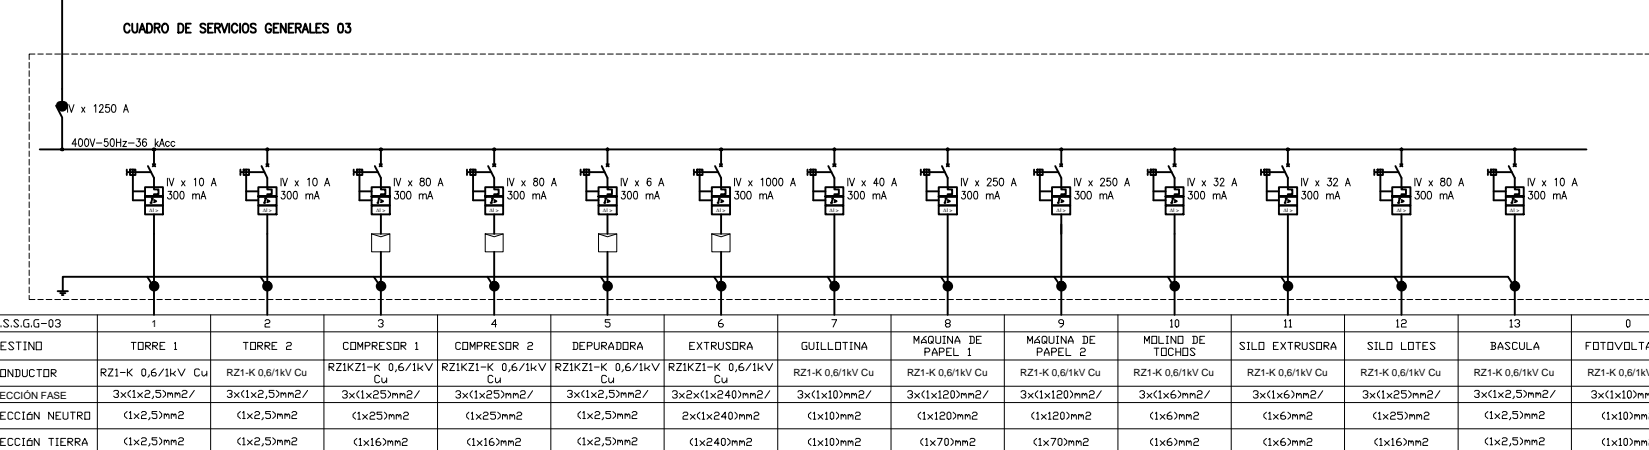 CUADRO DE SERVICIOS GENERALES 03
IV x 1250 A
400V-50Hz-36 kAcc
IV x 10 A
300 mA
IV x 10 A
300 mA
IV x 80 A
300 mA
IV x 80 A
300 mA
IV x 6 A
300 mA
IV x 1000 A
300 mA
IV x 40 A
300 mA
IV x 250 A
300 mA
IV x 250 A
300 mA
IV x 32 A
300 mA
IV x 32 A
300 mA
IV x 80 A
300 mA
IV x 10 A
300 mA
.S.S.G.G-03 1 2 3 4 5 6 7 8 9 10 11 12 13 0
ESTINO TORRE 1 TORRE 2 COMPRESOR 1 COMPRESOR 2 DEPURADORA EXTRUSORA GUILLOTINA MAQUINA DE PAPEL 1 MAQUINA DE PAPEL 2 MOLINO DE TOCHOS SILO EXTRUSORA SILO LOTES BASCULA FOTOVOLTA
ONDUCTOR RZ1-K 0,6/1kV Cu RZ1-K 0,6/1kV Cu RZ1KZ1-K 0,6/1kV Cu RZ1KZ1-K 0,6/1kV Cu RZ1KZ1-K 0,6/1kV Cu RZ1KZ1-K 0,6/1kV Cu RZ1-K 0,6/1kV Cu RZ1-K 0,6/1kV Cu RZ1-K 0,6/1kV Cu RZ1-K 0,6/1kV Cu RZ1-K 0,6/1kV Cu RZ1-K 0,6/1kV Cu RZ1-K 0,6/1kV Cu RZ1-K 0,6/1k
ECCIÓN FASE 3x(1x2,5)mm2/ 3x(1x2,5)mm2/ 3x(1x25)mm2/ 3x(1x25)mm2/ 3x(1x2,5)mm2/ 3x2x(1x240)mm2/ 3x(1x10)mm2/ 3x(1x120)mm2/ 3x(1x120)mm2/ 3x(1x6)mm2/ 3x(1x6)mm2/ 3x(1x25)mm2/ 3x(1x2,5)mm2/ 3x(1x10)mm
ECCIóN NEUTRO (1x2,5)mm2 (1x2,5)mm2 (1x25)mm2 (1x25)mm2 (1x2,5)mm2 2x(1x240)mm2 (1x10)mm2 (1x120)mm2 (1x120)mm2 (1x6)mm2 (1x6)mm2 (1x25)mm2 (1x2,5)mm2 (1x10)m
ECCIóN TIERRA (1x2,5)mm2 (1x2,5)mm2 (1x16)mm2 (1x16)mm2 (1x2,5)mm2 (1x240)mm2 (1x10)mm2 (1x70)mm2 (1x70)mm2 (1x6)mm2 (1x6)mm2 (1x16)mm2 (1x2,5)mm2 (1x10)m